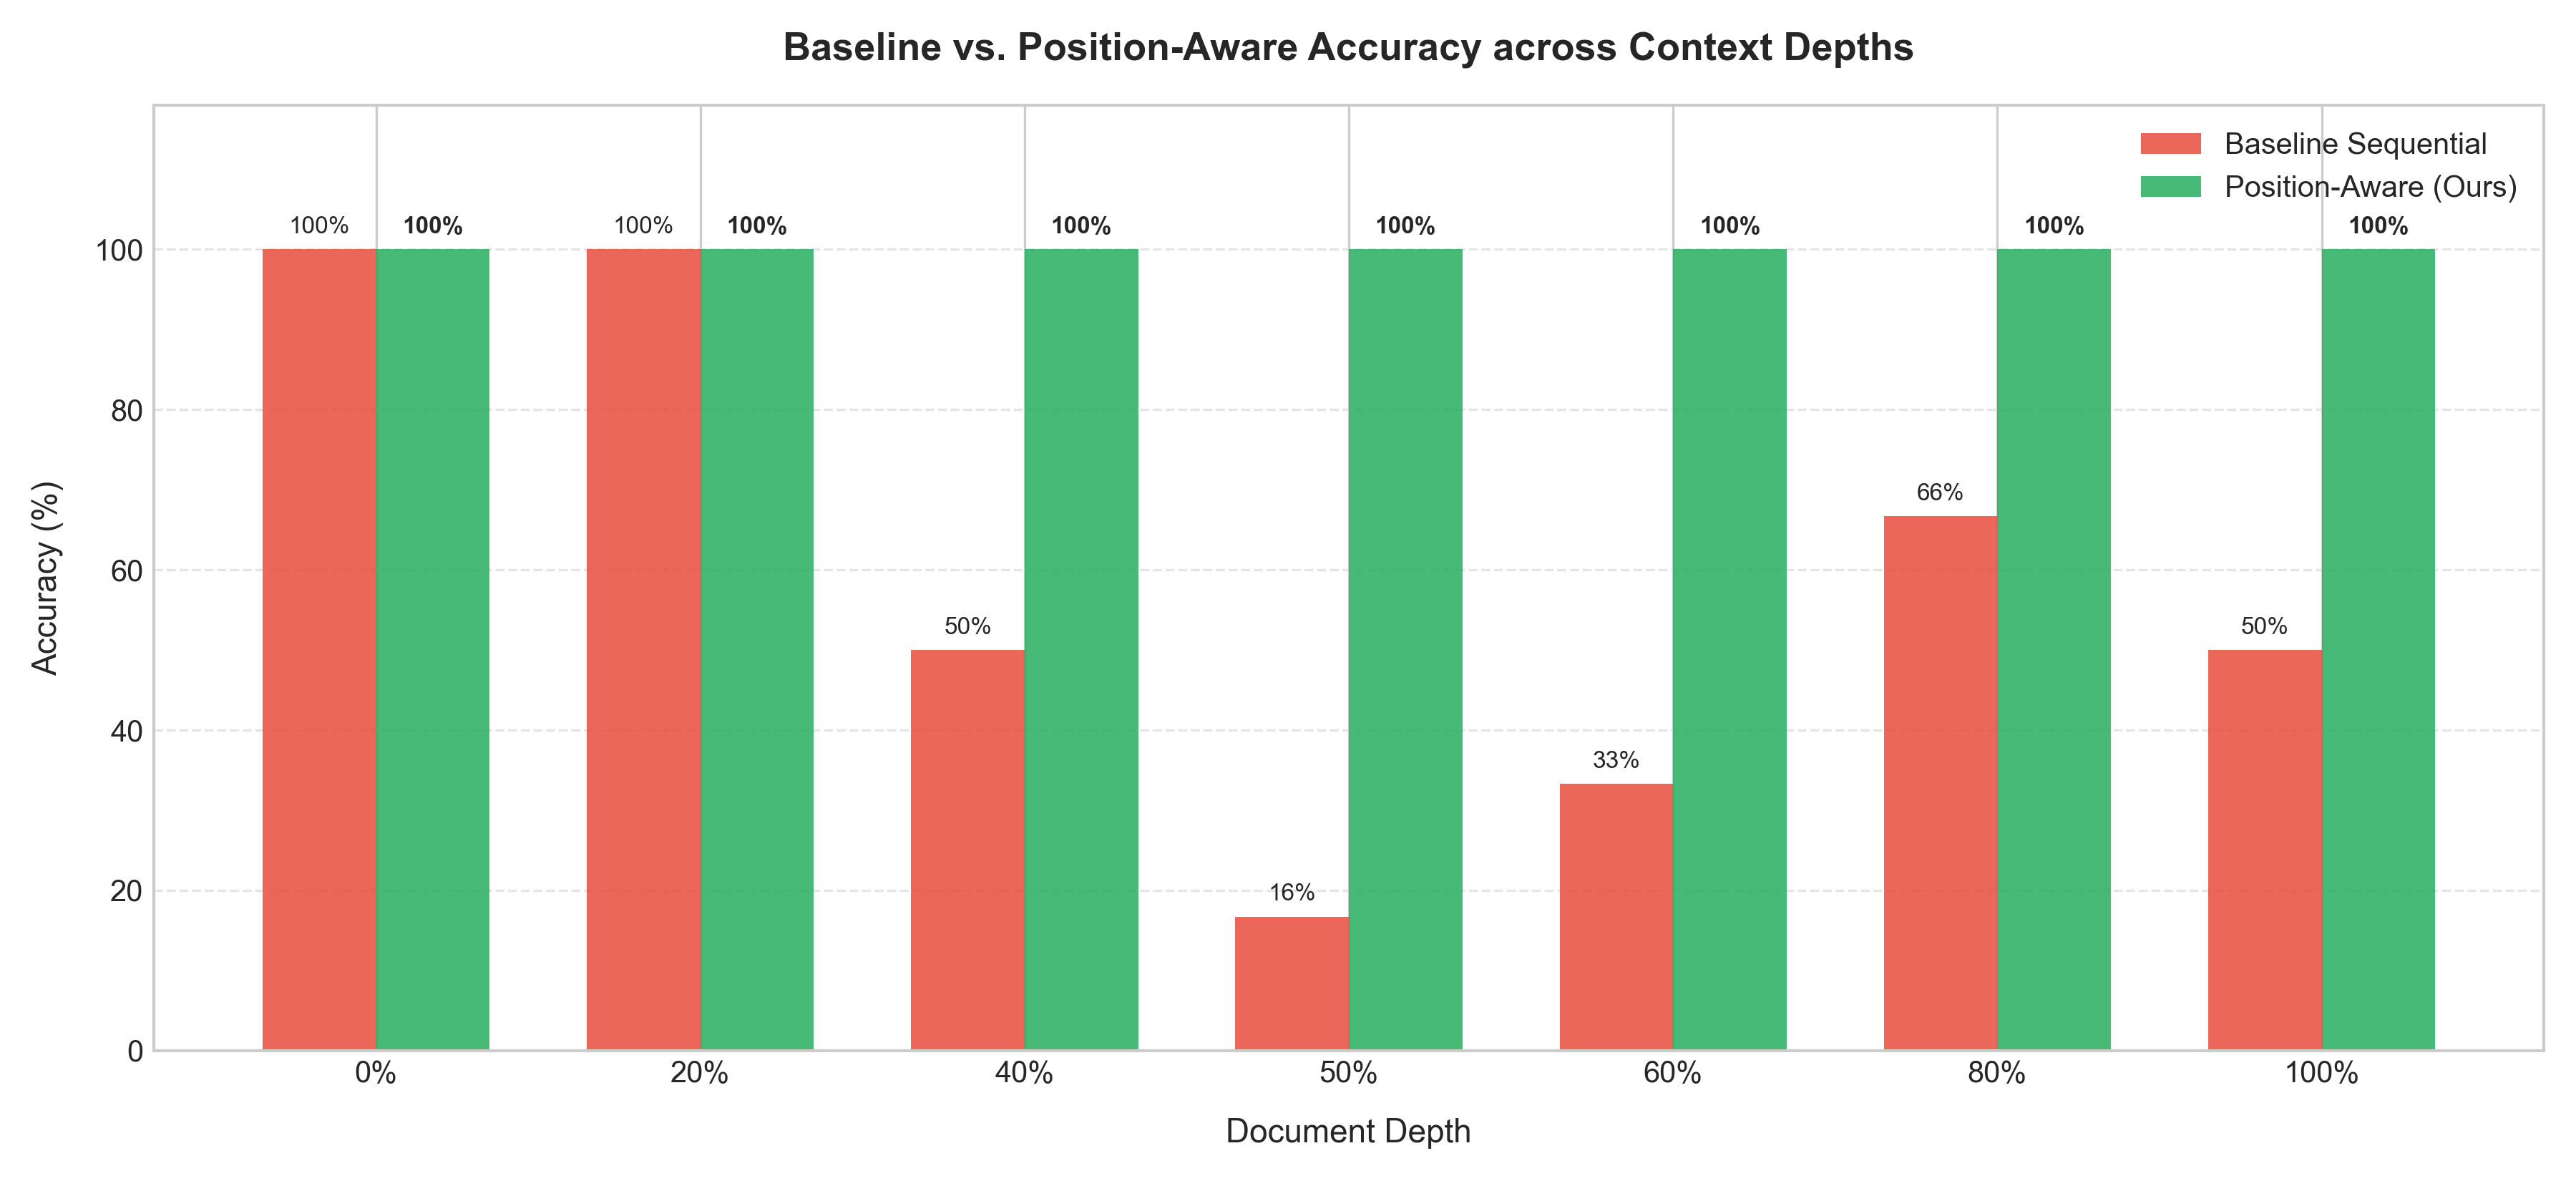 Baseline vs. Position-Aware Accuracy across Context Depths
Baseline Sequential
Position-Aware (Ours)
100% 100% 100% 100% 100% 100% 100% 100% 100%
66%
50% 50%
33%
16%
Accuracy (%)
100
80
60
40
20
0
0% 20% 40% 50% 60% 80% 100%
Document Depth